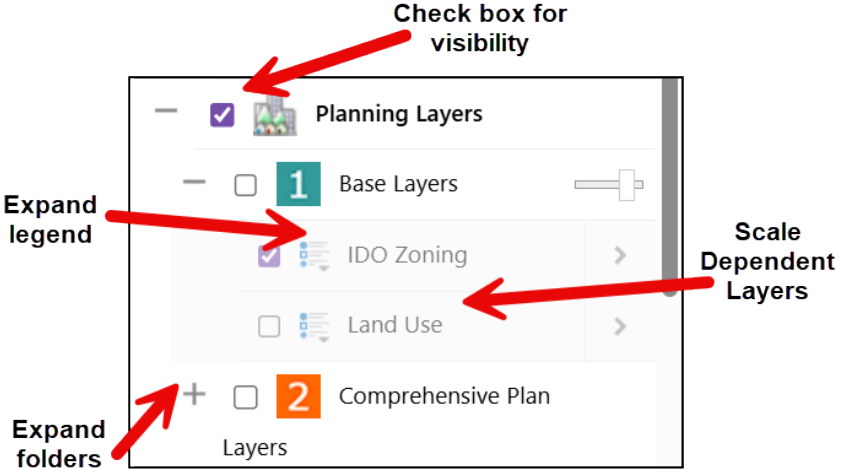 Check box for
visibility
Planning Layers
1 Base Layers
Expand
legend
IDO Zoning
Scale
Dependent
Layers
Land Use
2 Comprehensive Plan
Layers
Expand
folders